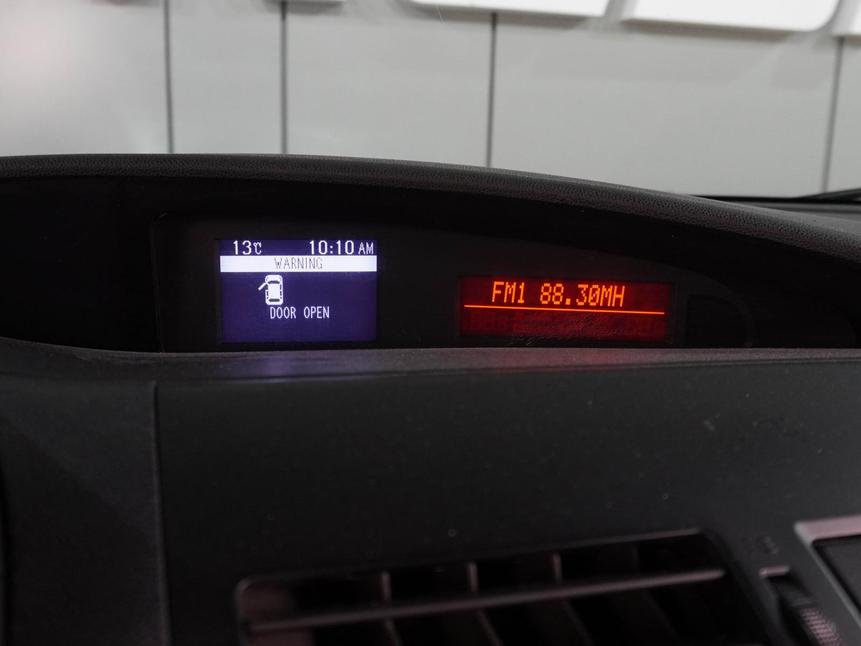 13°C 10:10 AM
WARNING
DOOR OPEN
FM1 88.30MH